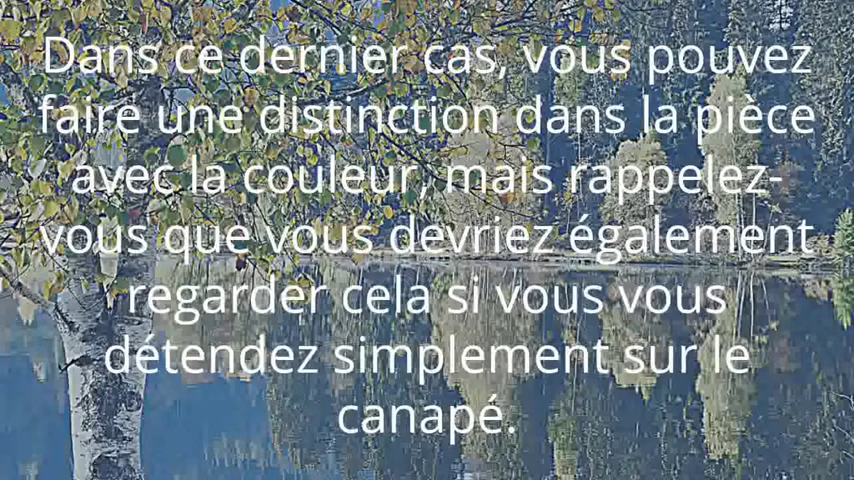 Dans ce dernier cas, vous pouvez
faire une distinction dans la pièce
avec la couleur, mais rappelez-
vous que vous devriez également
regarder cela si vous vous
détendez simplement sur le
canapé.